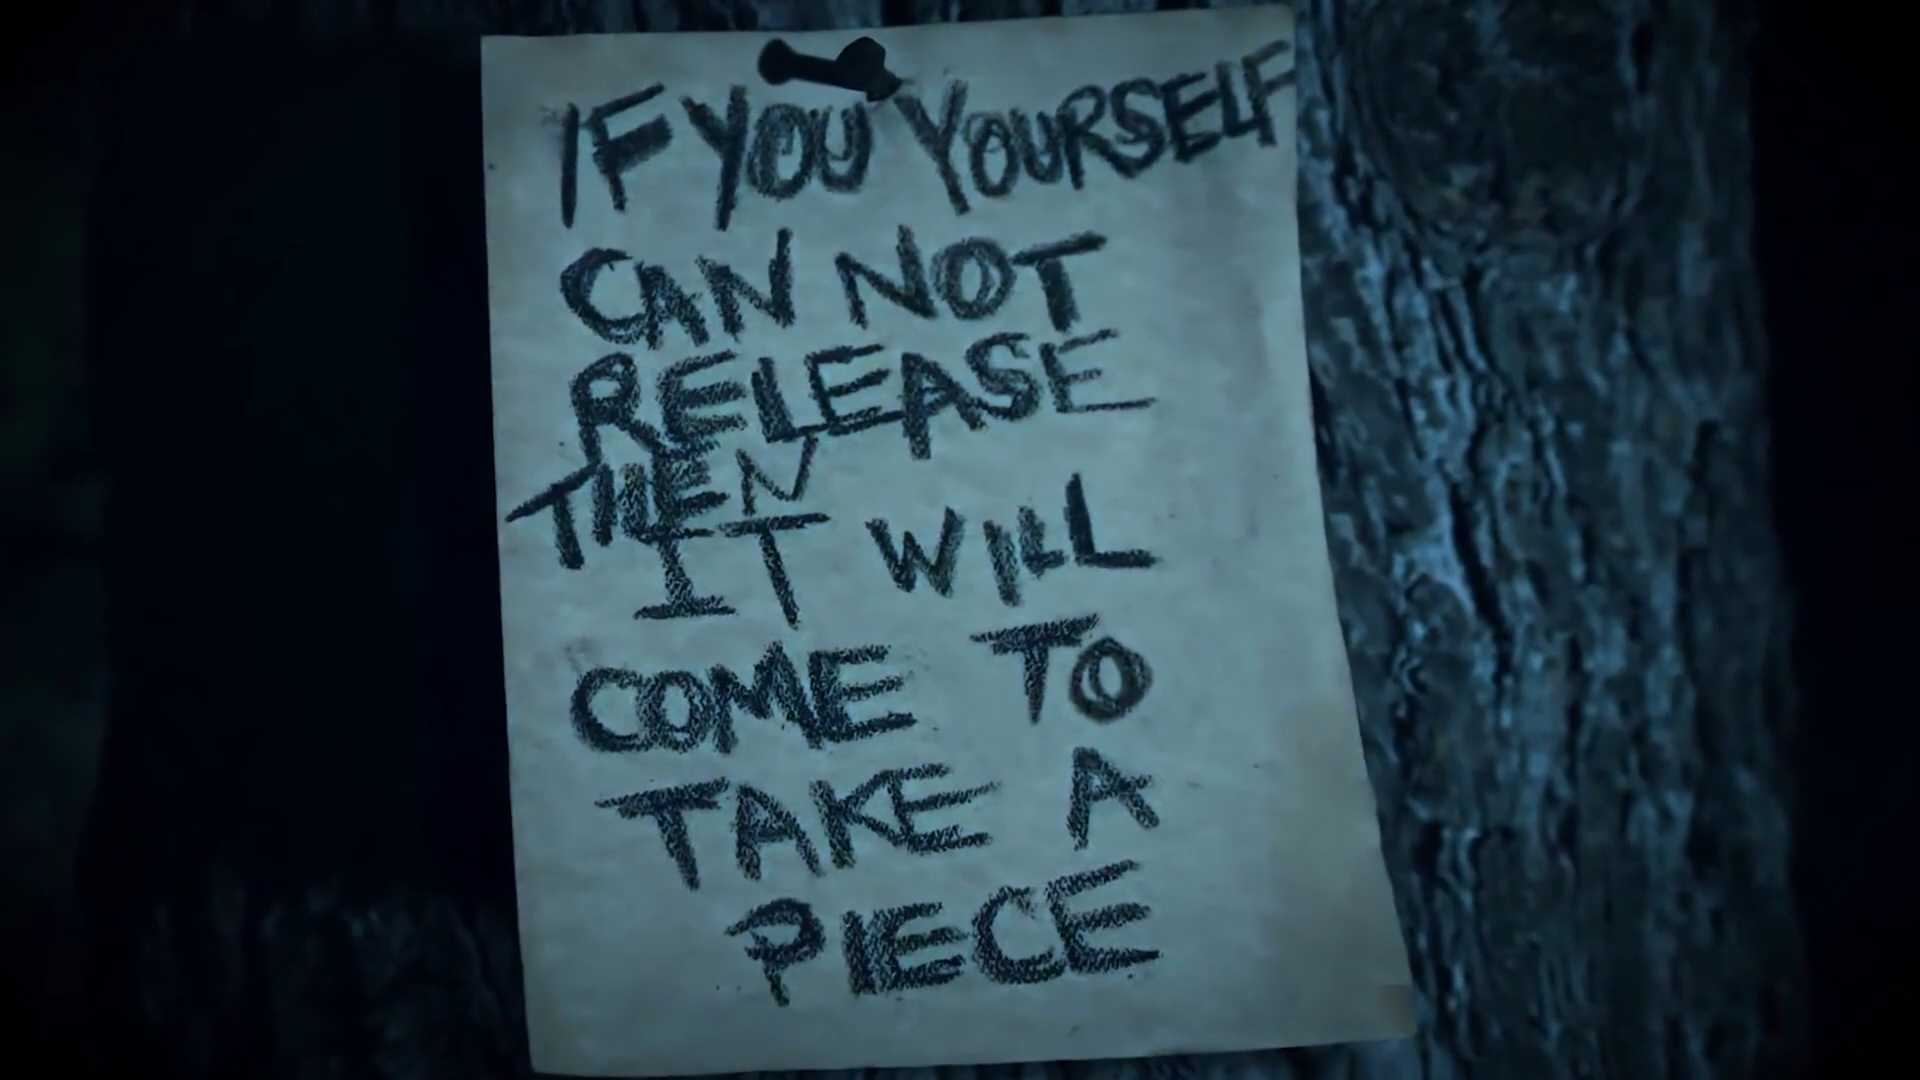 IF YOU YOURSELF
CAN NOT
RELEASE
THEN
IT WILL
COME TO
TAKE A
PIECE